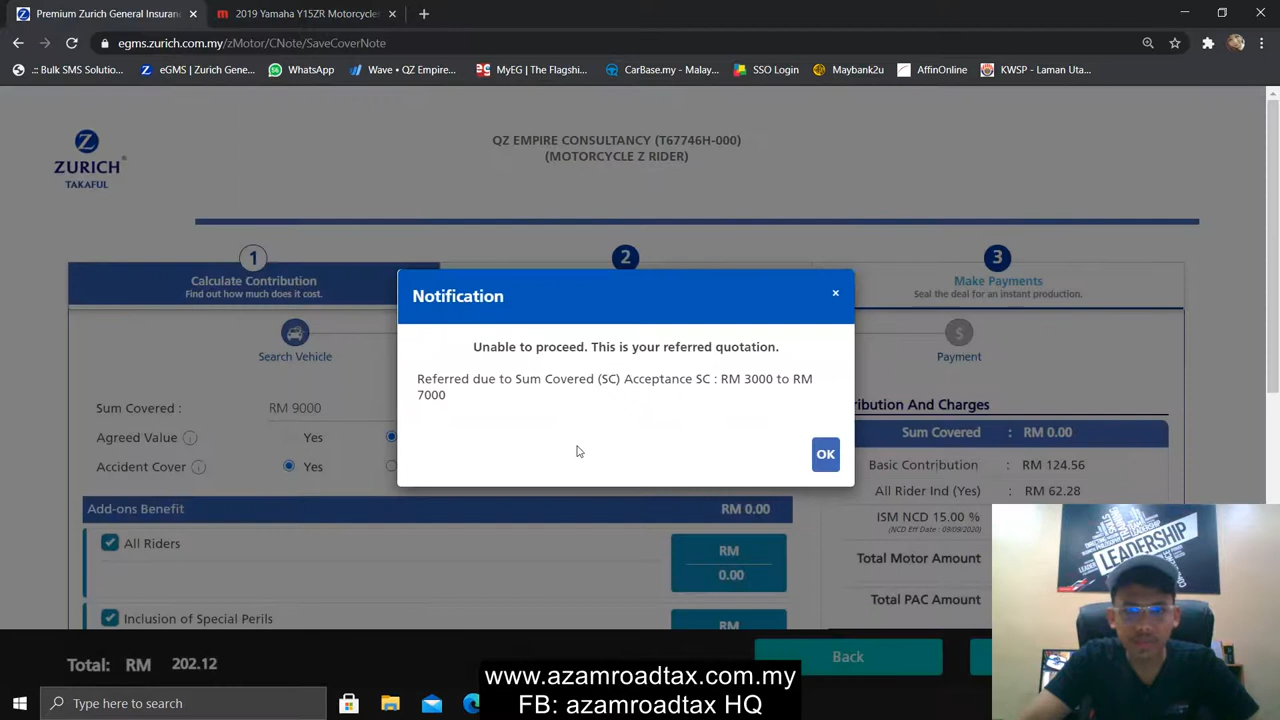 Premium Zurich General Insuranc
2019 Yamaha Y15ZR Motorcycles
egms.zurich.com.my/zMotor/CNote/SaveCoverNote
.:: Bulk SMS Solutio...
eGMS | Zurich Gene...
WhatsApp
Wave • QZ Empire...
MyEG | The Flagshi...
CarBase.my - Malay...
SSO Login
Maybank2u
AffinOnline
KWSP - Laman Uta...
ZURICH
TAKAFUL
QZ EMPIRE CONSULTANCY (T67746H-000)
(MOTORCYCLE Z RIDER)
1
Calculate Contribution
Find out how much does it cost.
2
3
Make Payments
Seal the deal for an instant production.
Search Vehicle
Payment
Notification
×
Unable to proceed. This is your referred quotation.
Referred due to Sum Covered (SC) Acceptance SC : RM 3000 to RM
7000
OK
Sum Covered :
RM 9000
Agreed Value
Yes
Accident Cover
Yes
Add-ons Benefit
RM 0.00
All Riders
RM
0.00
Inclusion of Special Perils
RM
ribution And Charges
Sum Covered : RM 0.00
Basic Contribution : RM 124.56
All Rider Ind (Yes) : RM 62.28
ISM NCD 15.00 %
(NCD Eff Date : 09/09/2020)
Total Motor Amount
Total PAC Amount
LEADERSHIP
Total: RM 202.12
Back
www.azamroadtax.com.my
FB: azamroadtax HQ
Type here to search